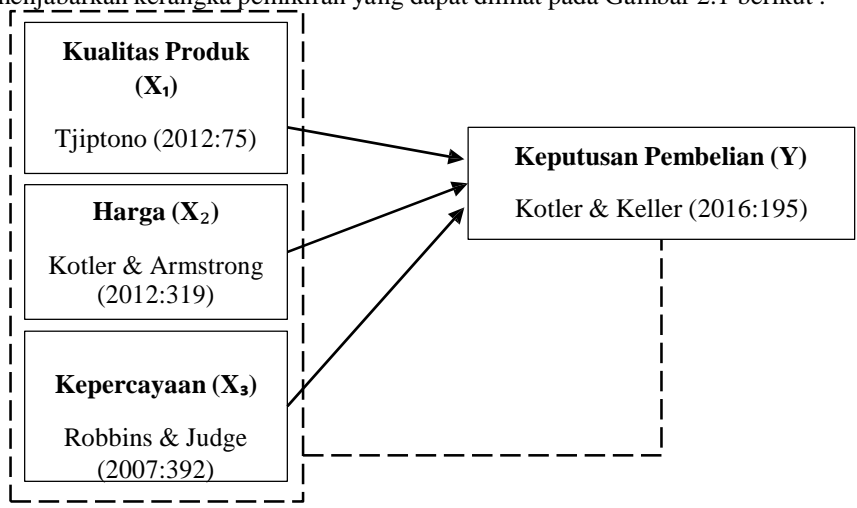 menjabarkan kerangka pemikiran yang dapat dilihat pada Gambar 2.1 berikut :
Kualitas Produk
(X₁)
Tjiptono (2012:75)
Harga (X₂)
Kotler & Armstrong
(2012:319)
Kepercayaan (X₃)
Robbins & Judge
(2007:392)
Keputusan Pembelian (Y)
Kotler & Keller (2016:195)